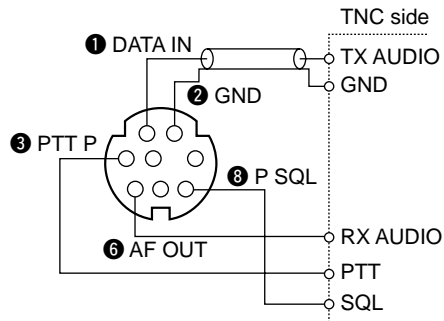 TNC side
❶ DATA IN
TX AUDIO
❷ GND
GND
❸ PTT P
❽ P SQL
❻ AF OUT
RX AUDIO
PTT
SQL